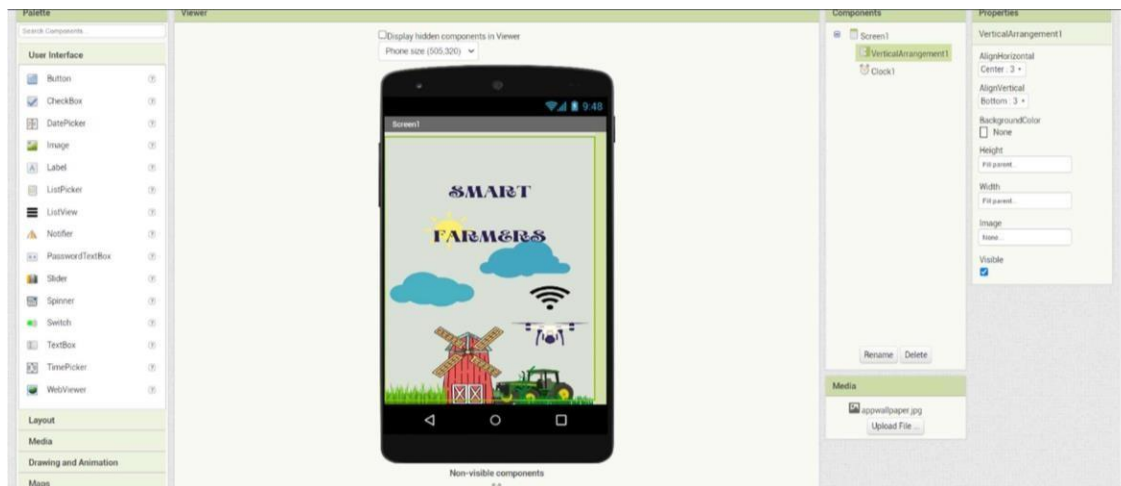 Palette
Viewer
Components
Properties
Search Components...
User Interface
Button
CheckBox
DatePicker
Image
Label
ListPicker
ListView
Notifier
PasswordTextBox
Slider
Spinner
Switch
TextBox
TimePicker
WebViewer
Layout
Media
Drawing and Animation
Maps
Display hidden components in Viewer
Phone size (505,320)
9:48
Screen1
SMART
FARMERS
Non-visible components
Screen1
VerticalArrangement1
Clock1
Rename Delete
Media
appwallpaper.jpg
Upload File ...
VerticalArrangement1
AlignHorizontal
Center : 3
AlignVertical
Bottom : 3
BackgroundColor
None
Height
Fill parent...
Width
Fill parent...
Image
None...
Visible